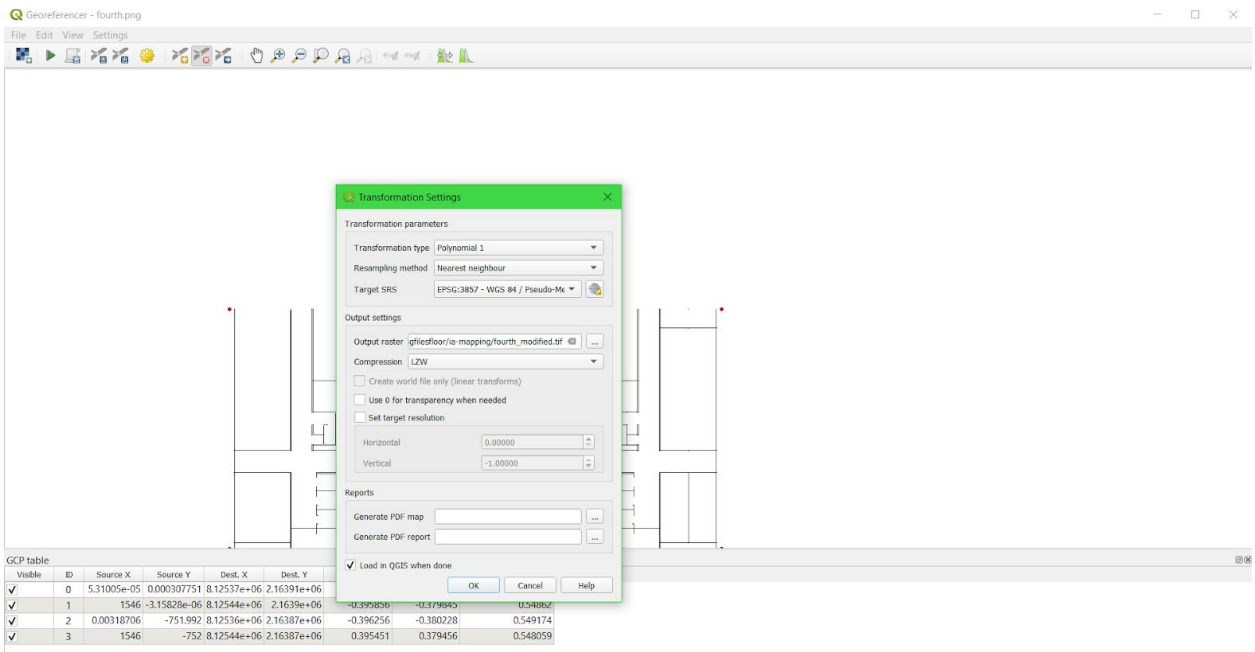 Georeferencer - fourth.png
File Edit View Settings
Transformation Settings
Transformation parameters
Transformation type Polynomial 1
Resampling method Nearest neighbour
Target SRS EPSG:3857 - WGS 84 / Pseudo-Me
Output settings
Output raster gfilesfloor/ia-mapping/fourth_modified.tif ...
Compression LZW
Create world file only (linear transforms)
Use 0 for transparency when needed
Set target resolution
Horizontal 0.00000
Vertical -1.00000
Reports
Generate PDF map ...
Generate PDF report ...
Load in QGIS when done
OK Cancel Help
GCP table
Visible ID Source X Source Y Dest. X Dest. Y
0 5.31005e-05 0.000307751 8.12537e+06 2.16391e+06
1 1546 -3.15828e-06 8.12544e+06 2.1639e+06 -0.395856 -0.379845 0.54862
2 0.00318706 -751.992 8.12536e+06 2.16387e+06 -0.396256 -0.380228 0.549174
3 1546 -752 8.12544e+06 2.16387e+06 0.395451 0.379456 0.548059